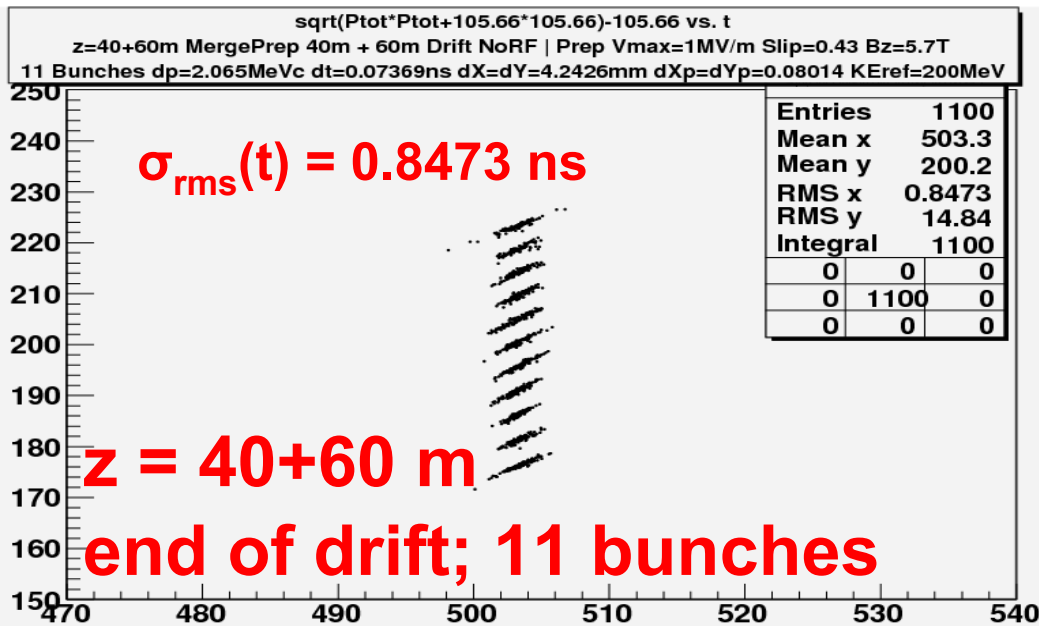 sqrt(Ptot*Ptot+105.66*105.66)-105.66 vs. t
z=40+60m MergePrep 40m + 60m Drift NoRF | Prep Vmax=1MV/m Slip=0.43 Bz=5.7T
11 Bunches dp=2.065MeVc dt=0.07369ns dX=dY=4.2426mm dXp=dYp=0.08014 KEref=200MeV
250
Entries 1100
240
Mean x 503.3
σrms(t) = 0.8473 ns
Mean y 200.2
230
RMS x 0.8473
RMS y 14.84
220
Integral 1100
0 0 0
210
0 1100 0
0 0 0
200
190
180
z = 40+60 m
170
160
end of drift; 11 bunches
150
470 480 490 500 510 520 530 540